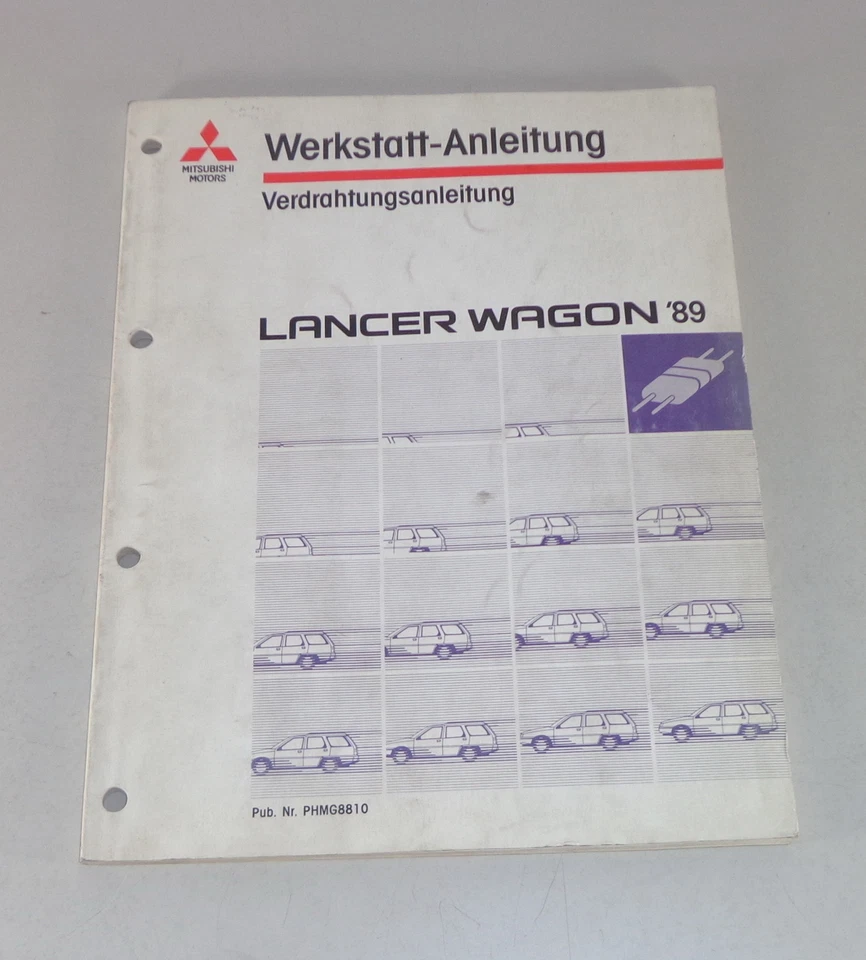 MITSUBISHI
MOTORS
Werkstatt-Anleitung
Verdrahtungsanleitung
LANCER WAGON '89
Pub. Nr. PHMG8810